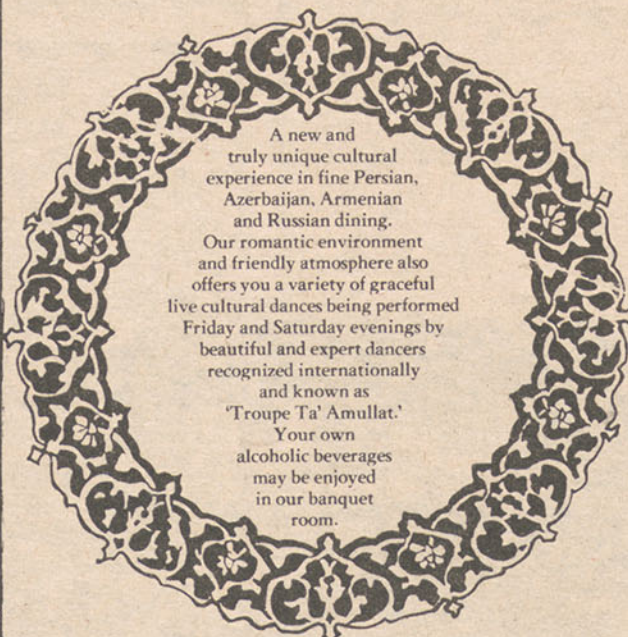 A new and
truly unique cultural
experience in fine Persian,
Azerbaijan, Armenian
and Russian dining.
Our romantic environment
and friendly atmosphere also
offers you a variety of graceful
live cultural dances being performed
Friday and Saturday evenings by
beautiful and expert dancers
recognized internationally
and known as
‘Troupe Ta’ Amullat.’
Your own
alcoholic beverages
may be enjoyed
in our banquet
room.